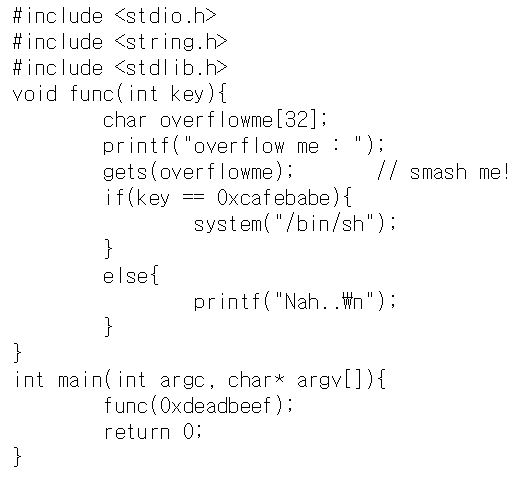 #include <stdio.h>
#include <string.h>
#include <stdlib.h>
void func(int key){
        char overflowme[32];
        printf("overflow me : ");
        gets(overflowme);       // smash me!
        if(key == 0xcafebabe){
                system("/bin/sh");
        }
        else{
                printf("Nah..₩n");
        }
}
int main(int argc, char* argv[]){
        func(0xdeadbeef);
        return 0;
}